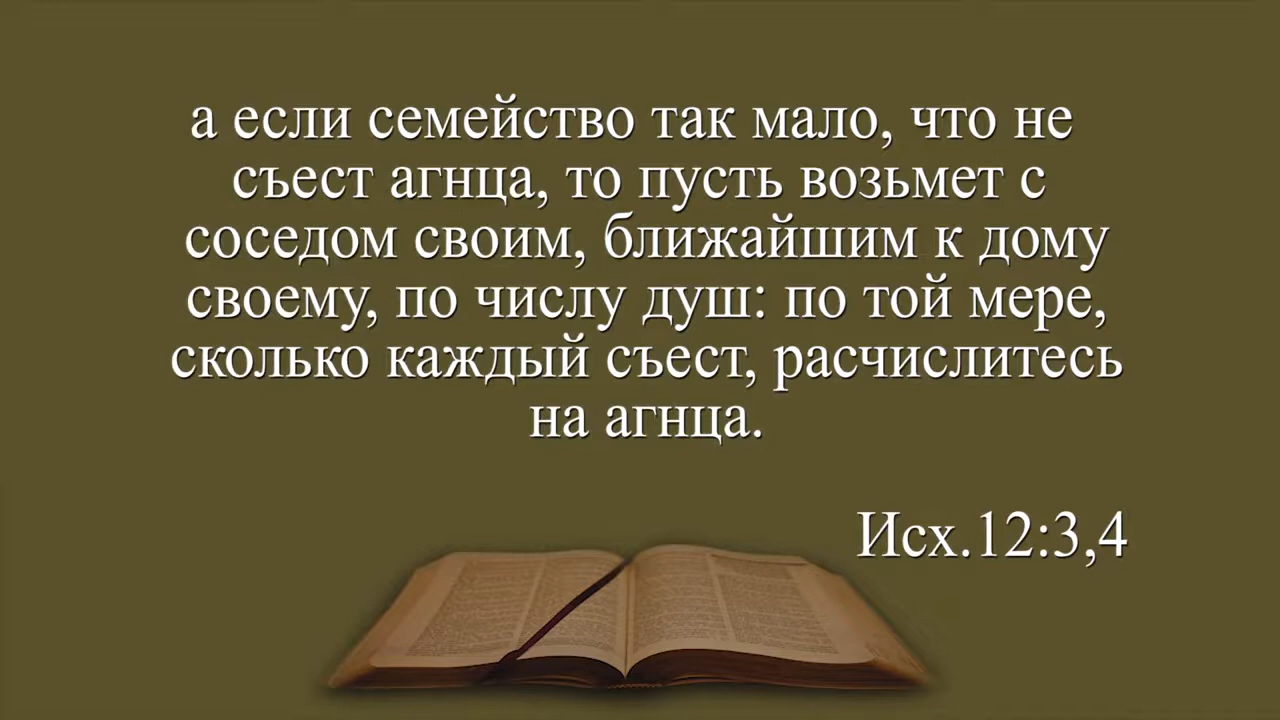 а если семейство так мало, что не
съест агнца, то пусть возьмет с
соседом своим, ближайшим к дому
своему, по числу душ: по той мере,
сколько каждый съест, расчислитесь
на агнца.
Исх.12:3,4